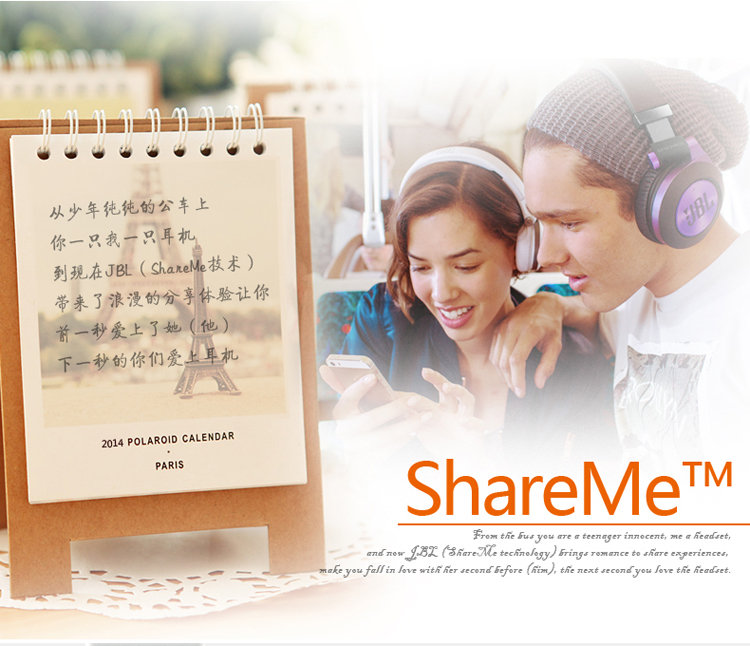 从少年纯纯的公车上
你一只我一只耳机
到现在JBL（ShareMe技术）
带来了浪漫的分享体验让你
前一秒爱上了她（他）
下一秒的你们爱上耳机
2014 POLAROID CALENDAR
PARIS
JBL
ShareMe™
From the bus you are a teenager innocent, me a headset,
and now JBL (ShareMe technology) brings romance to share experiences,
make you fall in love with her second before (him), the next second you love the headset.